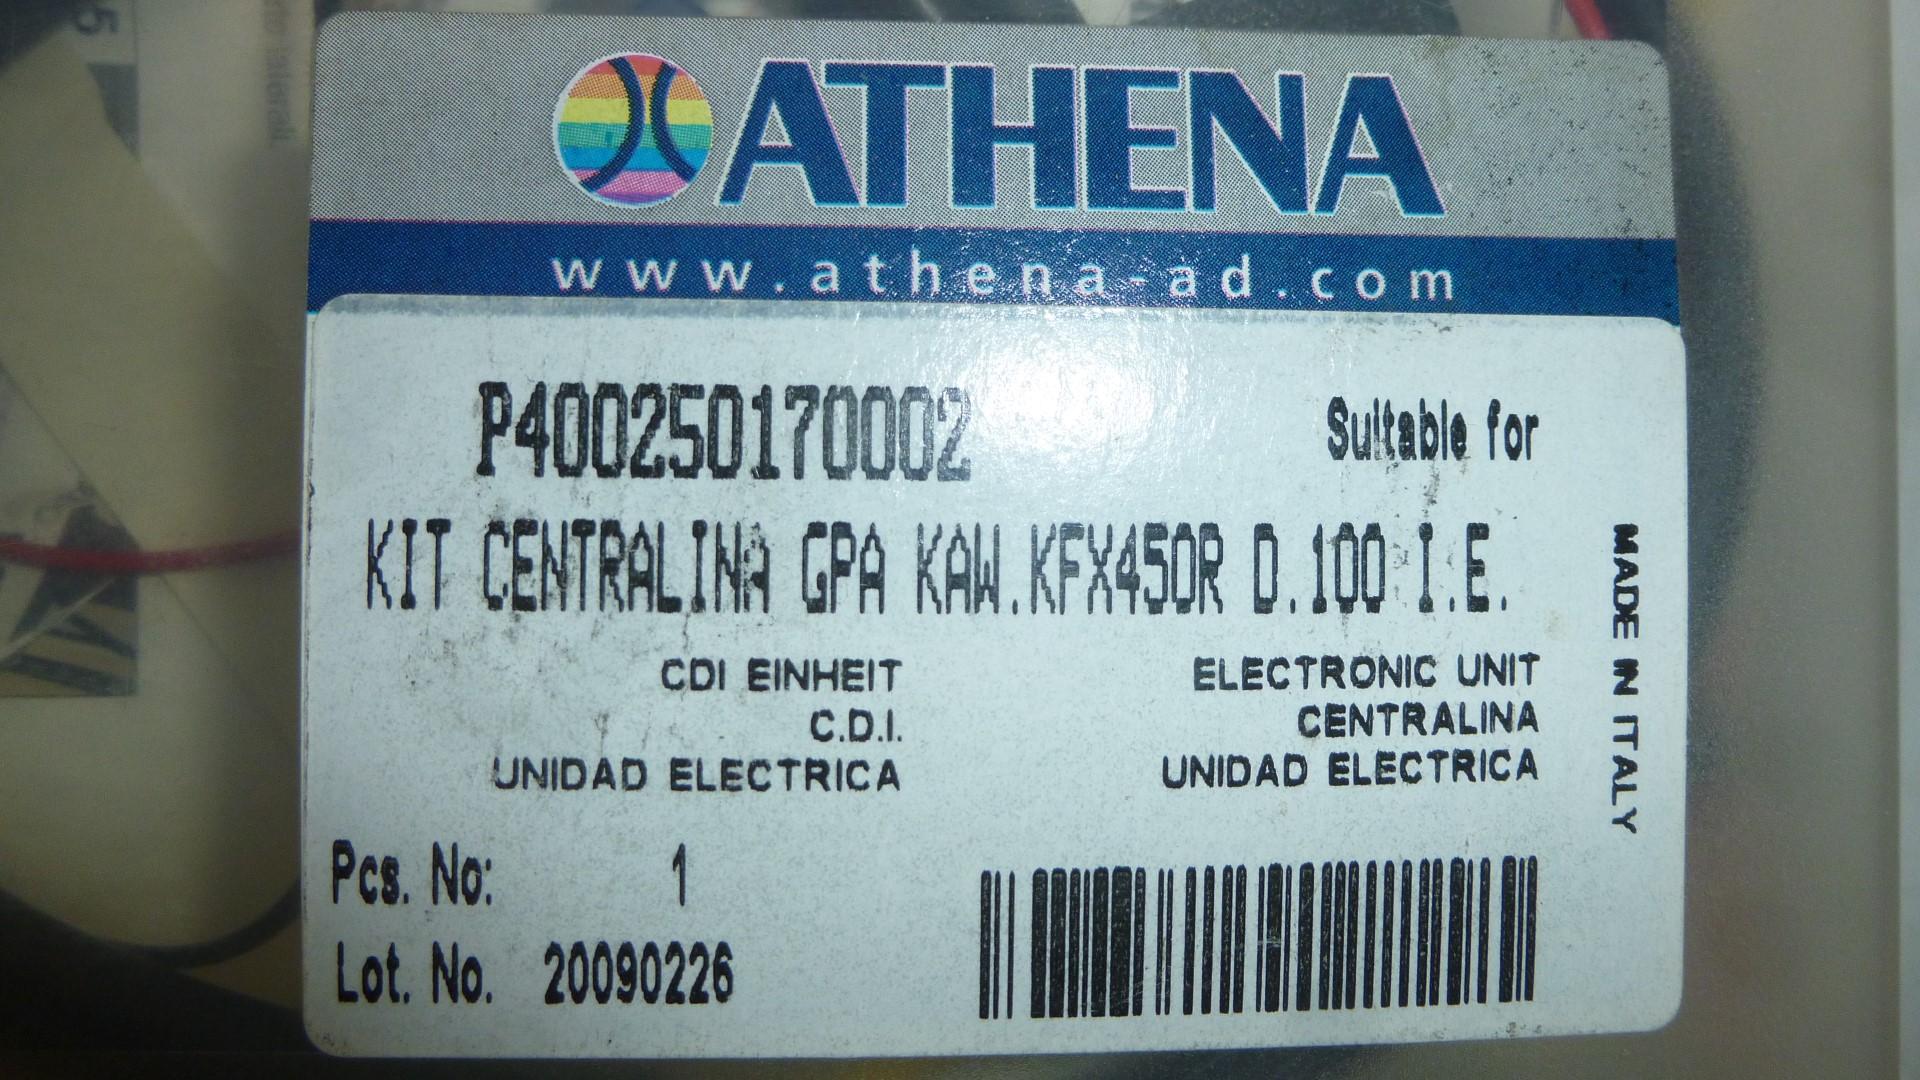 ATHENA
www.athena-ad.com
P400250170002
Suitable for
KIT CENTRALINA GPA KAW.KFX450R D.100 I.E.
CDI EINHEIT
C.D.I.
UNIDAD ELECTRICA
ELECTRONIC UNIT
CENTRALINA
UNIDAD ELECTRICA
MADE IN ITALY
Pcs. No: 1
Lot. No. 20090226